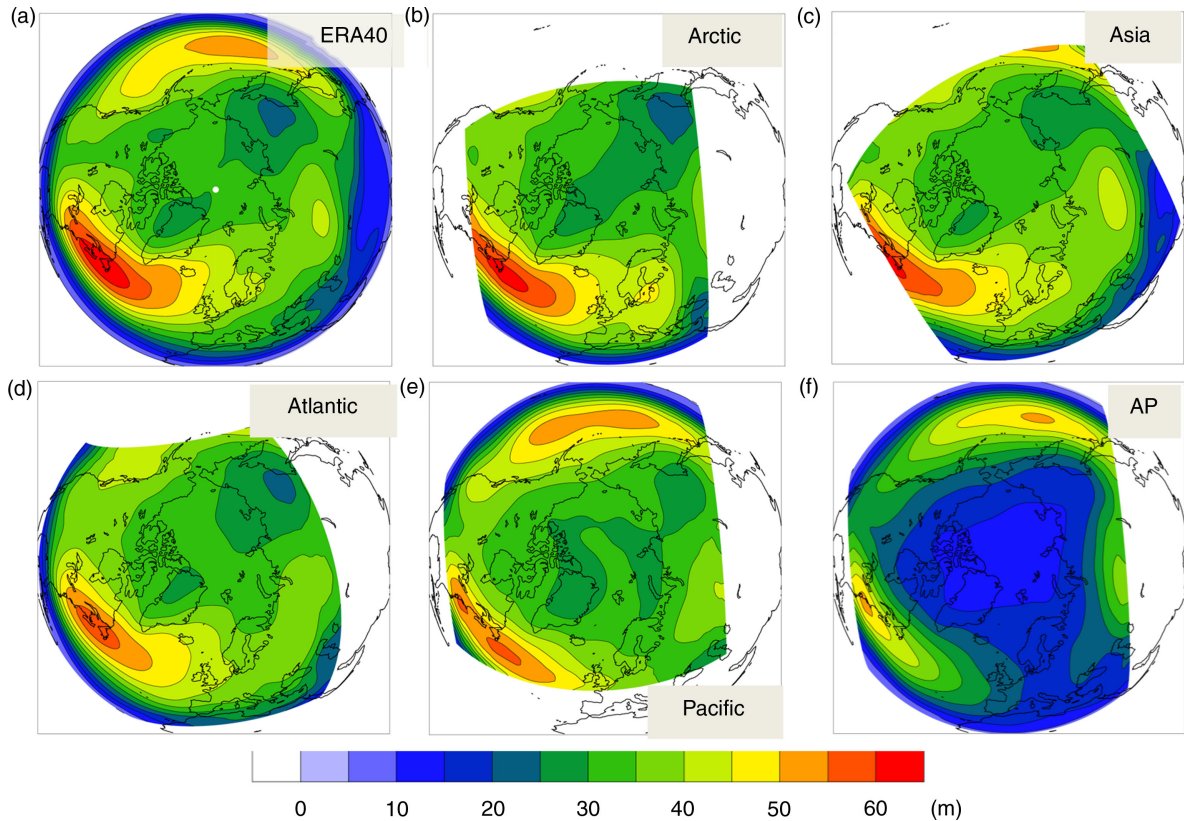 (a) ERA40
(b) Arctic
(c) Asia
(d) Atlantic
(e) Pacific
(f) AP
0 10 20 30 40 50 60 (m)